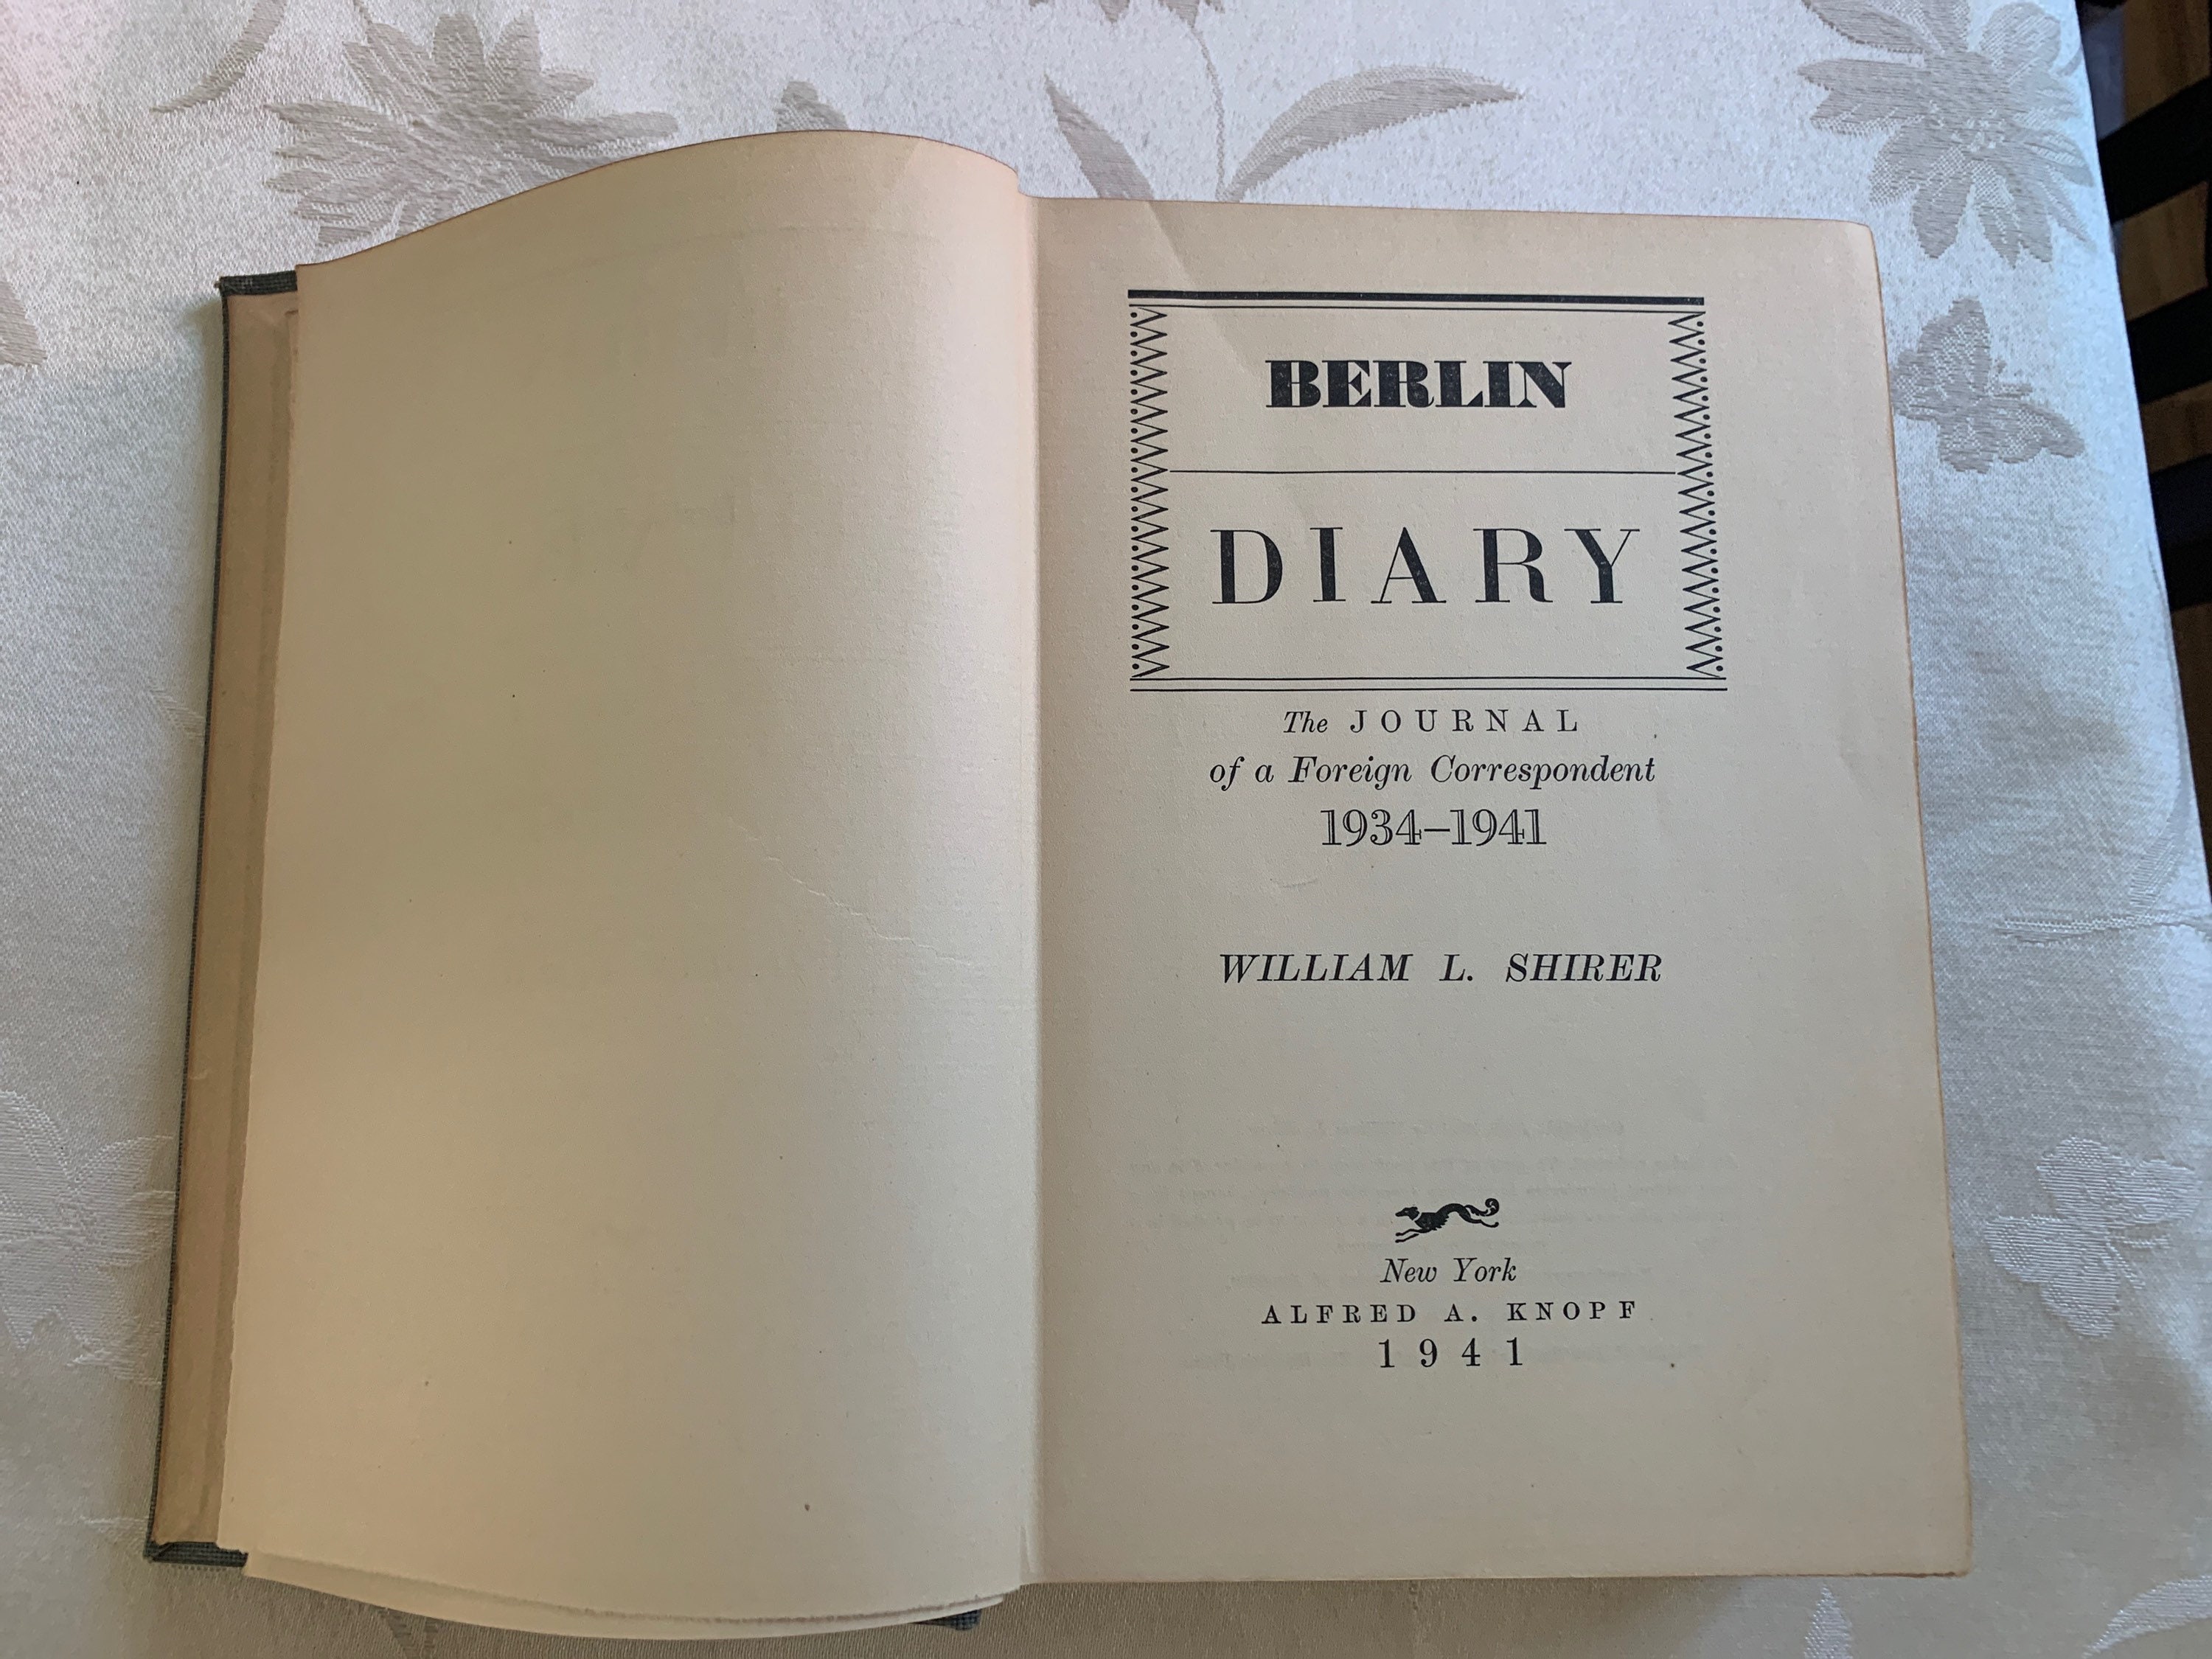 BERLIN
DIARY
The JOURNAL
of a Foreign Correspondent
1934–1941
WILLIAM L. SHIRER
New York
ALFRED A. KNOPF
1941